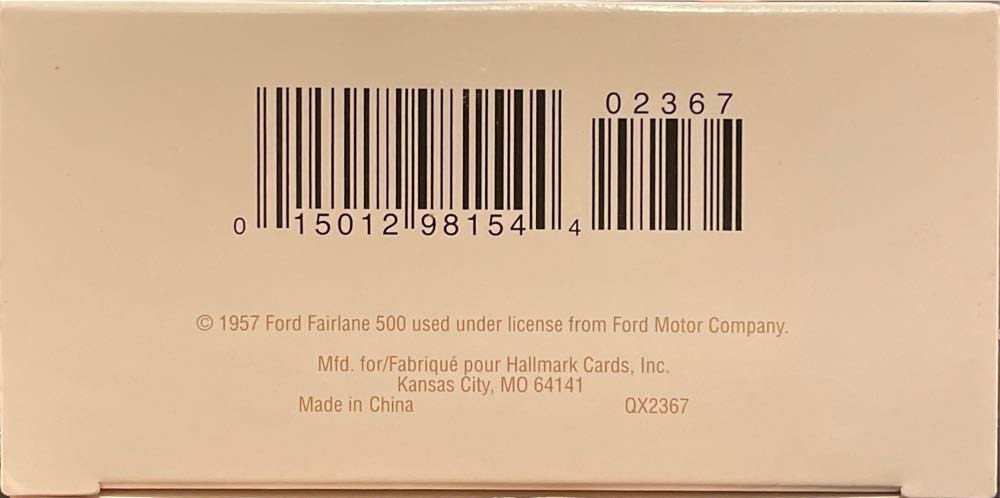 02367
0 15012 98154 4
© 1957 Ford Fairlane 500 used under license from Ford Motor Company.
Mfd. for/Fabriqué pour Hallmark Cards, Inc.
Kansas City, MO 64141
Made in China QX2367